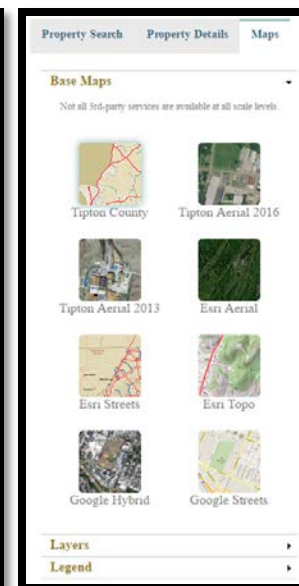 Property Search Property Details Maps
Base Maps
Not all 3rd-party services are available at all scale levels.
Tipton County Tipton Aerial 2016
Tipton Aerial 2013 Esri Aerial
Esri Streets Esri Topo
Google Hybrid Google Streets
Layers
Legend